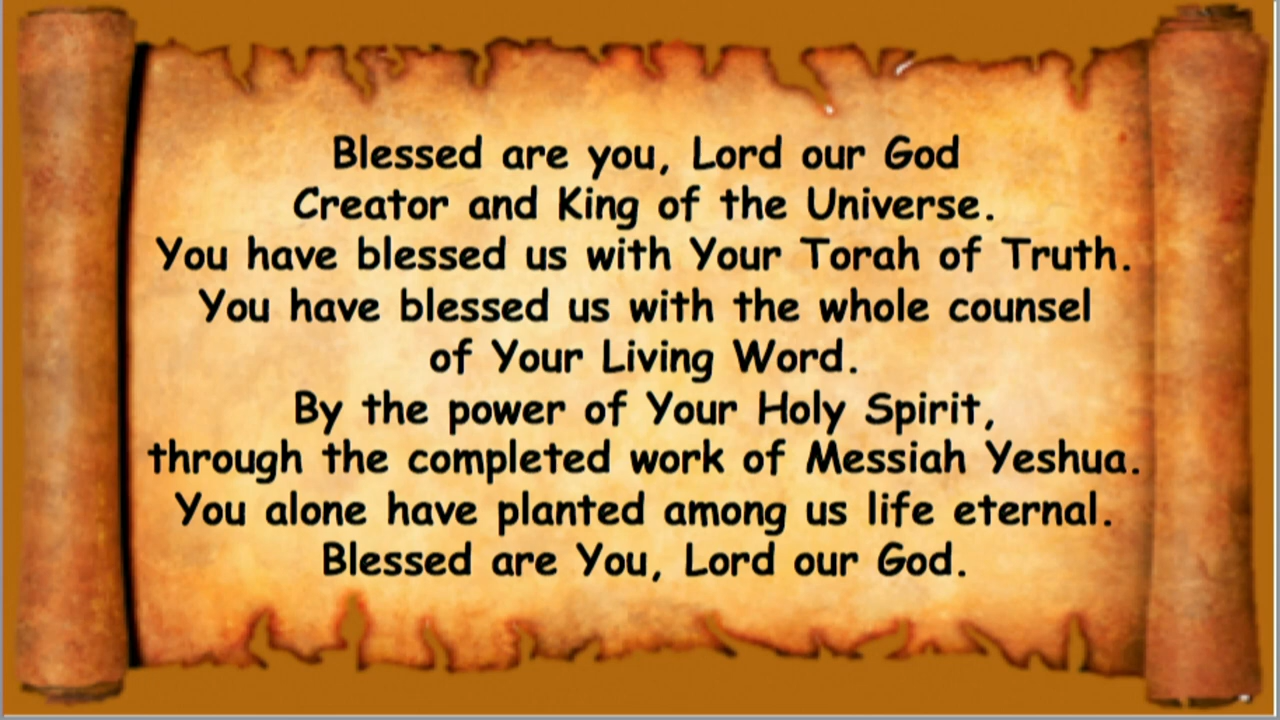 Blessed are you, Lord our God
Creator and King of the Universe.
You have blessed us with Your Torah of Truth.
You have blessed us with the whole counsel
of Your Living Word.
By the power of Your Holy Spirit,
through the completed work of Messiah Yeshua.
You alone have planted among us life eternal.
Blessed are You, Lord our God.